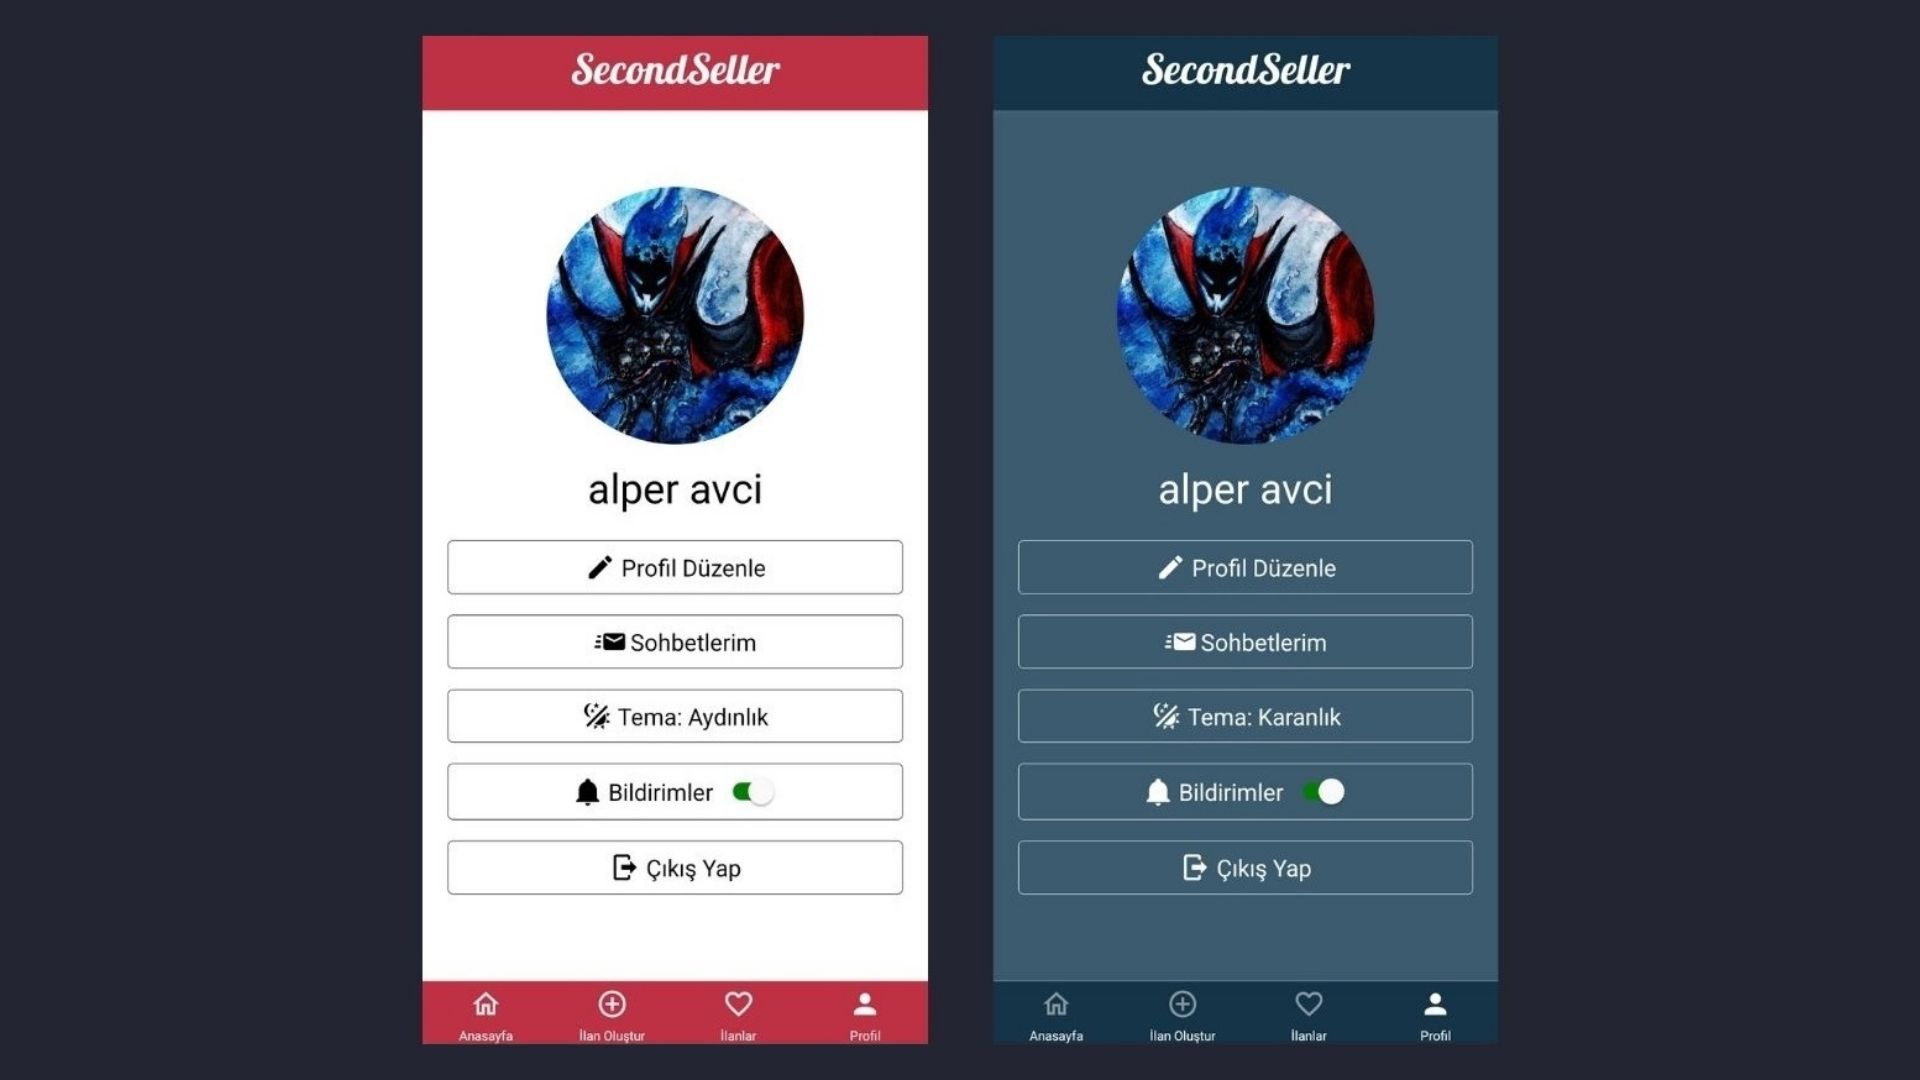 SecondSeller
alper avci
Profil Düzenle
Sohbetlerim
Tema: Aydınlık
Bildirimler
Çıkış Yap
Anasayfa
İlan Oluştur
İlanlar
Profil
SecondSeller
alper avci
Profil Düzenle
Sohbetlerim
Tema: Karanlık
Bildirimler
Çıkış Yap
Anasayfa
İlan Oluştur
İlanlar
Profil